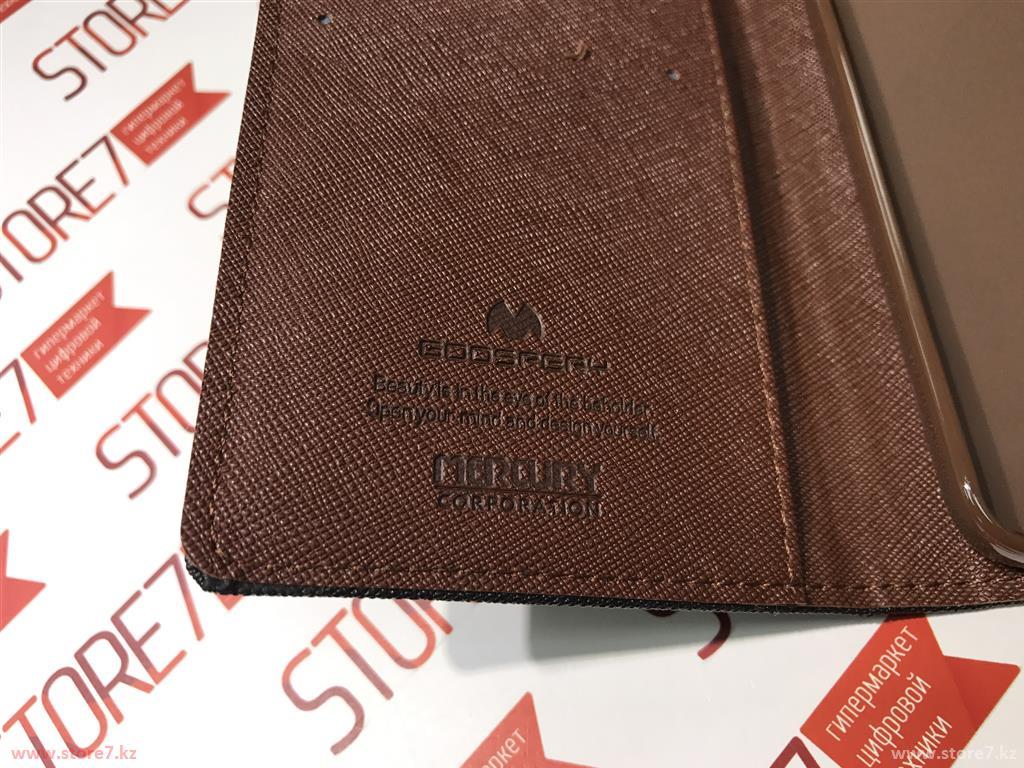 STORE7
гипермаркет
цифровой
техники
STORE7
гипермаркет
цифровой
техники
STORE7
GOOSPERY
Beauty is in the eye of the beholder.
Open your mind and design yourself.
MERCURY
CORPORATION
STORE7
STORE7
гипермаркет
цифровой
техники
www.store7.kz
www.store7.kz